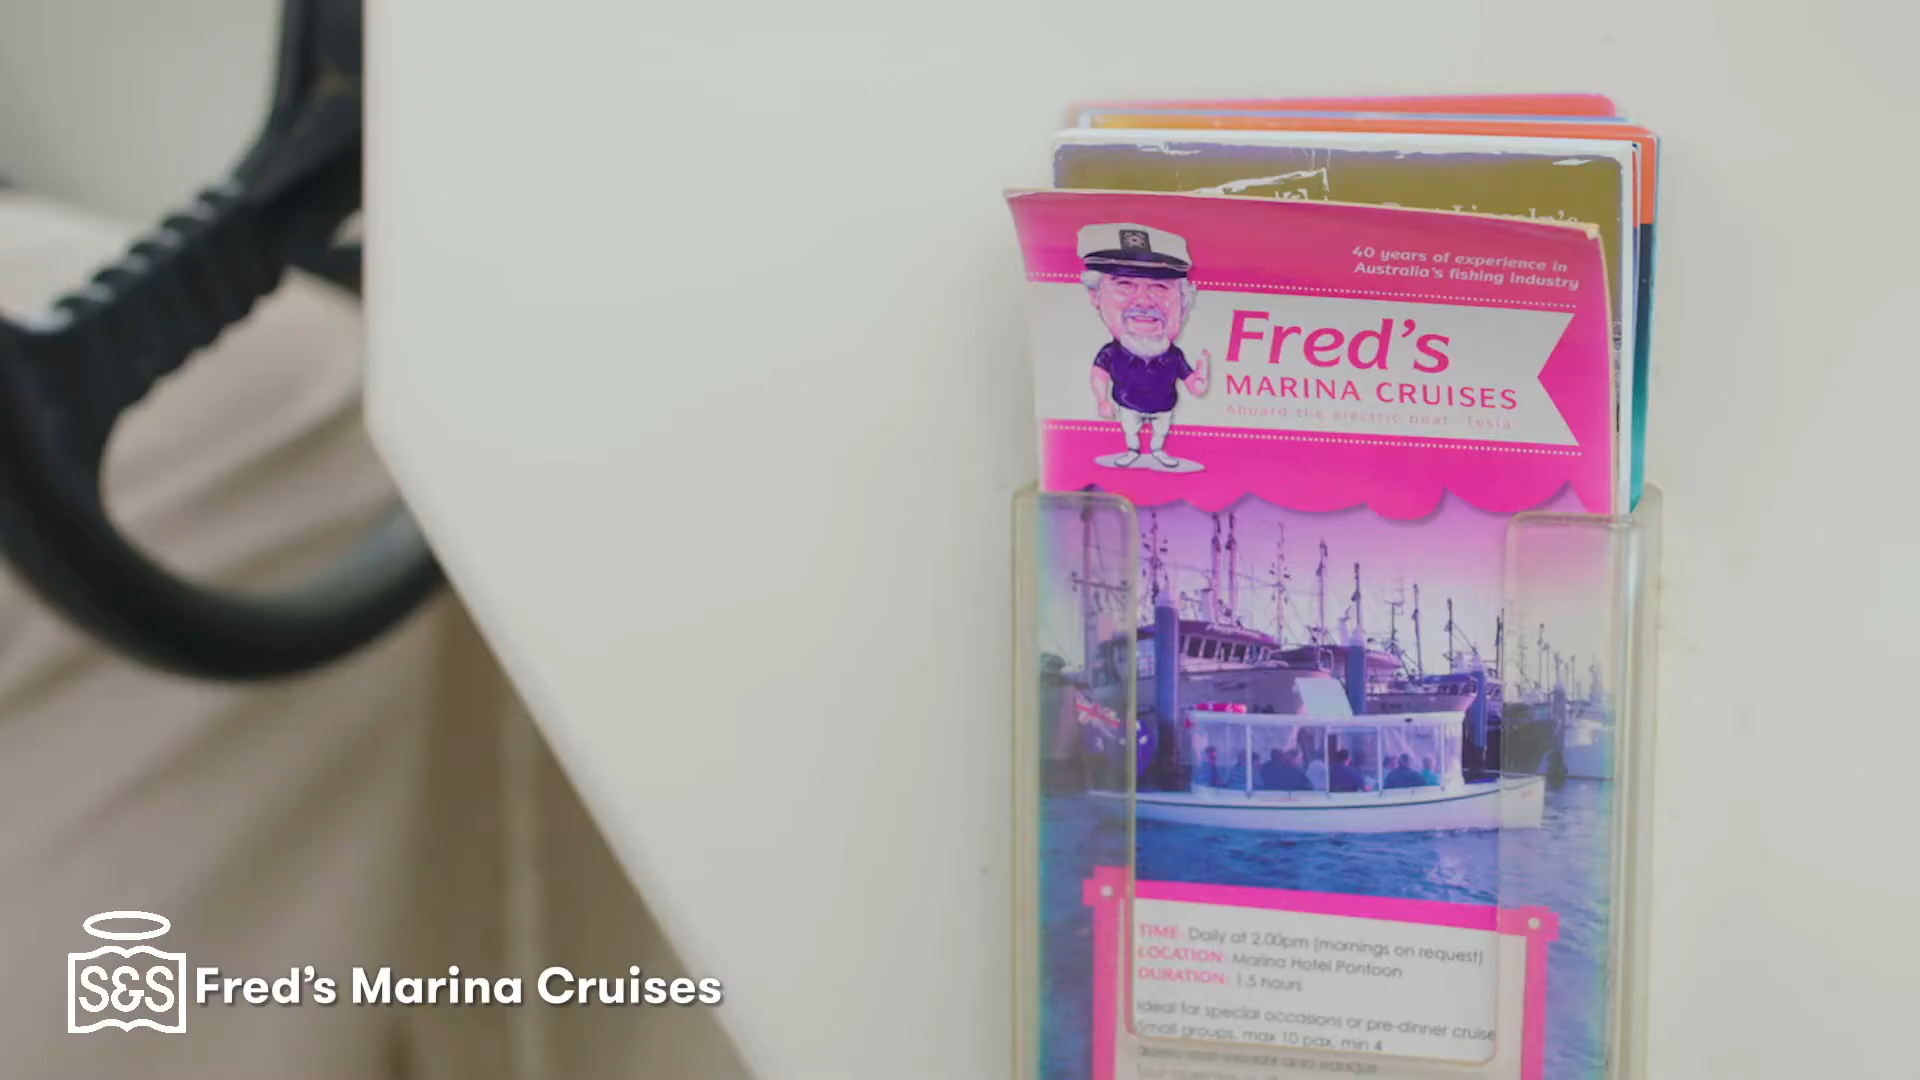 40 years of experience in
Australia's fishing industry
Fred's
MARINA CRUISES
Aboard the electric boat "Tesla"
TIME: Daily at 2.00pm (mornings on request)
LOCATION: Marina Hotel Pontoon
DURATION: 1.5 hours
Ideal for special occasions or pre-dinner cruise
Small groups, max 10 pax, min 4
S&S
Fred's Marina Cruises